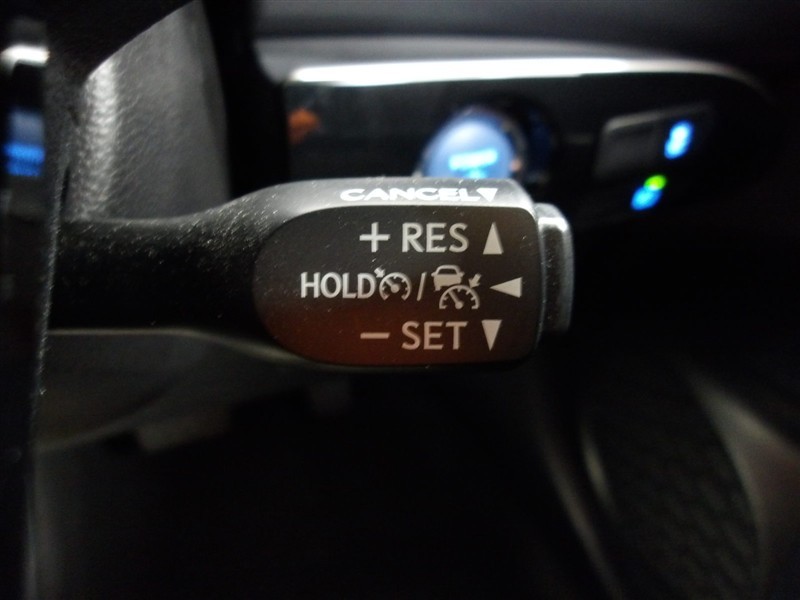 CANCEL▼
+ RES ▲
HOLD / ◄
− SET ▼